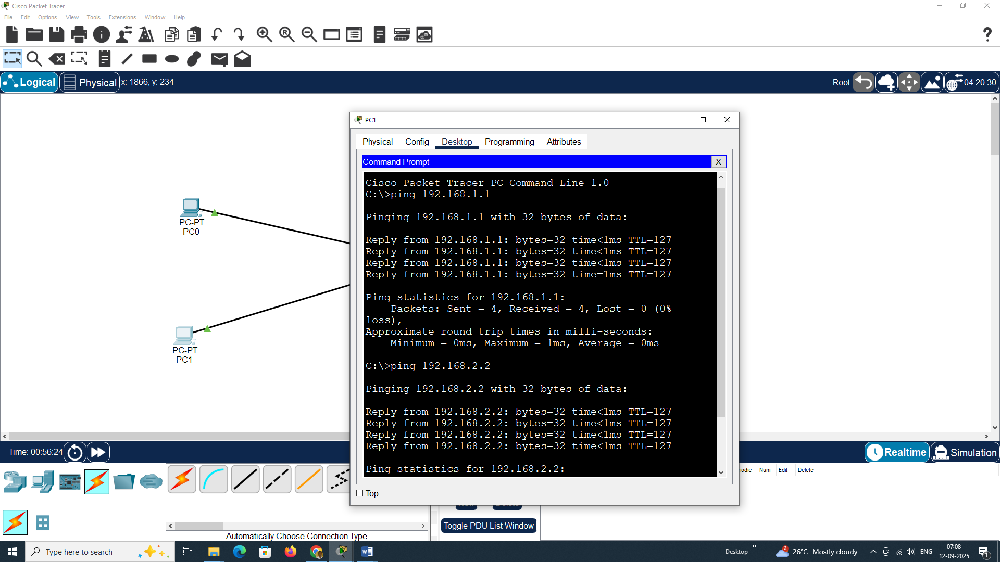 Cisco Packet Tracer
File Edit Options View Tools Extensions Window Help
Logical Physical x: 1866, y: 234 Root 04:20:30
PC1
Physical Config Desktop Programming Attributes
Command Prompt X
Cisco Packet Tracer PC Command Line 1.0
C:\>ping 192.168.1.1
Pinging 192.168.1.1 with 32 bytes of data:
Reply from 192.168.1.1: bytes=32 time<1ms TTL=127
Reply from 192.168.1.1: bytes=32 time<1ms TTL=127
Reply from 192.168.1.1: bytes=32 time<1ms TTL=127
Reply from 192.168.1.1: bytes=32 time=1ms TTL=127
Ping statistics for 192.168.1.1:
Packets: Sent = 4, Received = 4, Lost = 0 (0%
loss),
Approximate round trip times in milli-seconds:
Minimum = 0ms, Maximum = 1ms, Average = 0ms
C:\>ping 192.168.2.2
Pinging 192.168.2.2 with 32 bytes of data:
Reply from 192.168.2.2: bytes=32 time<1ms TTL=127
Reply from 192.168.2.2: bytes=32 time<1ms TTL=127
Reply from 192.168.2.2: bytes=32 time<1ms TTL=127
Reply from 192.168.2.2: bytes=32 time<1ms TTL=127
Ping statistics for 192.168.2.2:
Top
PC-PT
PC0
PC-PT
PC1
Time: 00:56:24 Realtime Simulation
Num Edit Delete
Toggle PDU List Window
Automatically Choose Connection Type
Type here to search
Desktop » 2 26°C Mostly cloudy ENG 07:08
12-09-2025 1